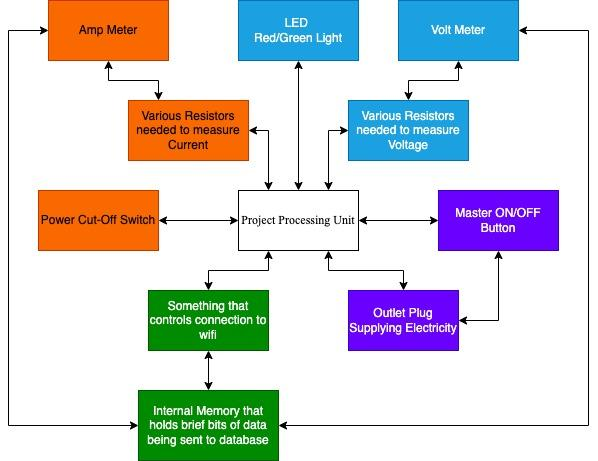 Amp Meter
LED
Red/Green Light
Volt Meter
Various Resistors
needed to measure
Current
Various Resistors
needed to measure
Voltage
Power Cut-Off Switch
Project Processing Unit
Master ON/OFF
Button
Something that
controls connection to
wifi
Outlet Plug
Supplying Electricity
Internal Memory that
holds brief bits of data
being sent to database